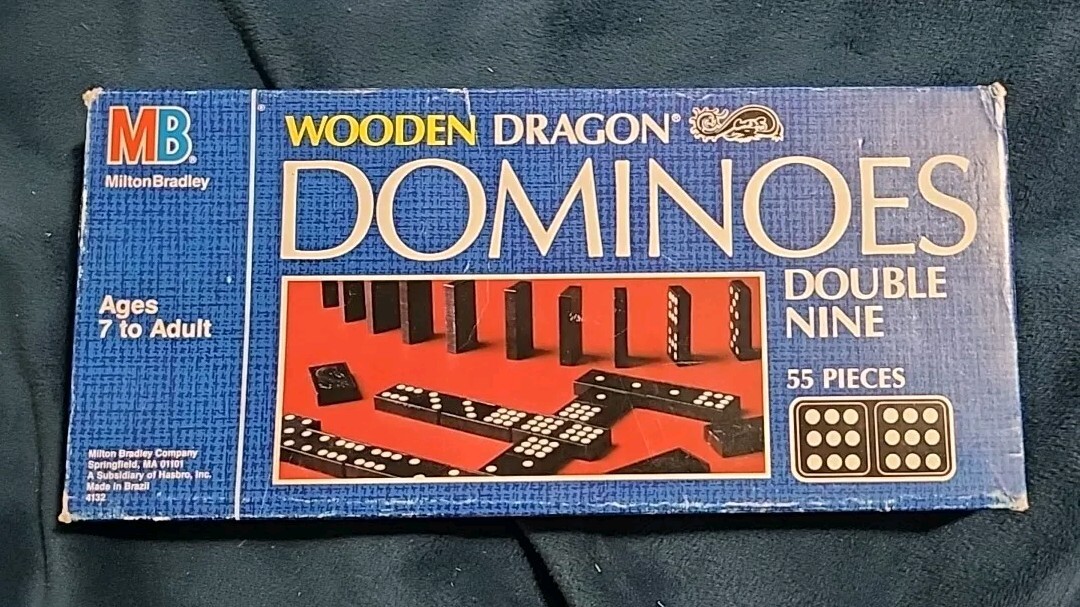 MB®
MiltonBradley
Ages
7 to Adult
Milton Bradley Company
Springfield, MA 01101
A Subsidiary of Hasbro, Inc.
Made in Brazil
4132
WOODEN DRAGON®
DOMINOES
DOUBLE
NINE
55 PIECES